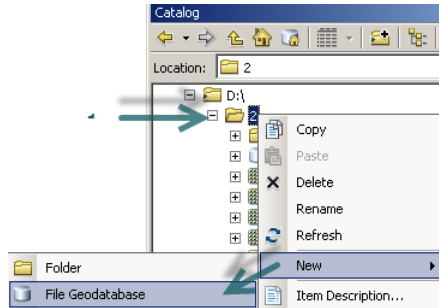 Catalog
Location: 2
D:\
2
Copy
Paste
Delete
Rename
Refresh
New
Folder
File Geodatabase
Item Description...